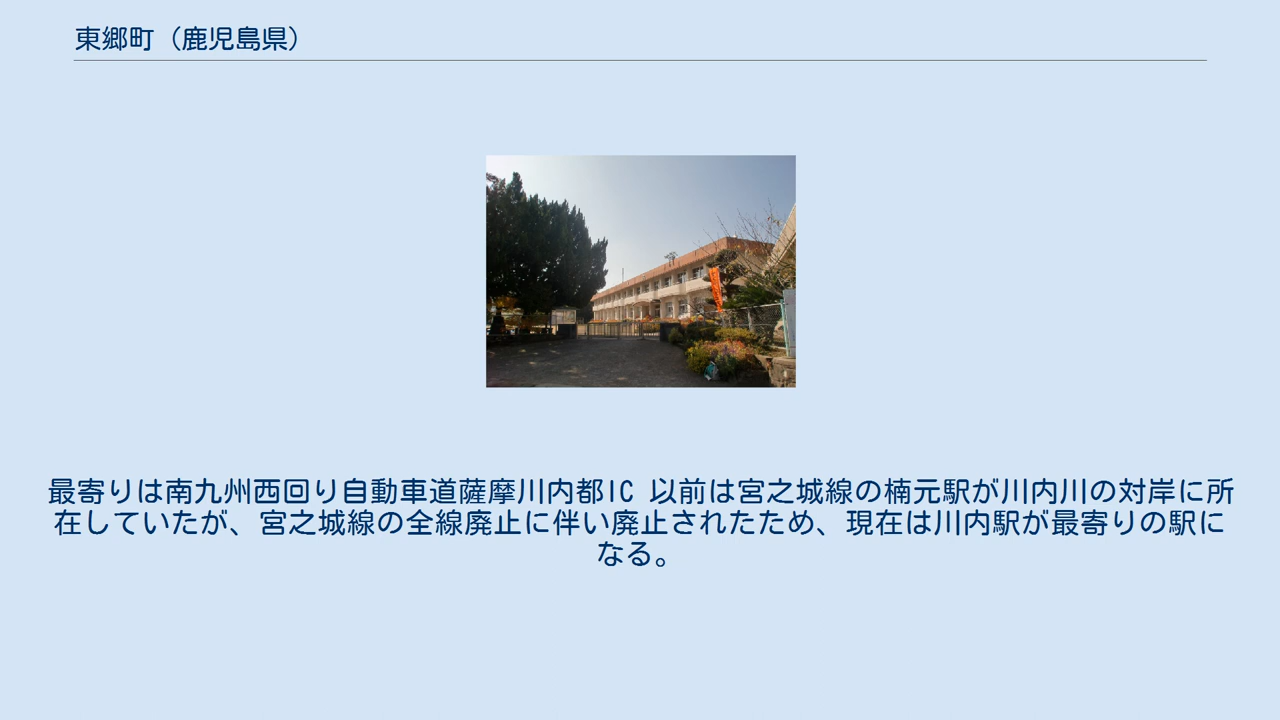 東郷町（鹿児島県）
最寄りは南九州西回り自動車道薩摩川内都IC 以前は宮之城線の楠元駅が川内川の対岸に所
在していたが、宮之城線の全線廃止に伴い廃止されたため、現在は川内駅が最寄りの駅に
なる。